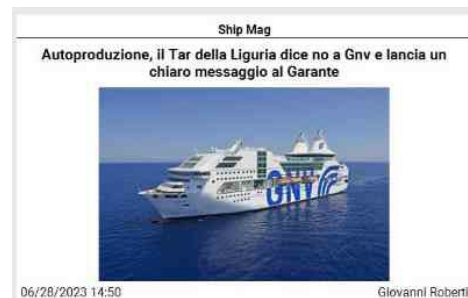 Ship Mag
Autoproduzione, il Tar della Liguria dice no a Gnv e lancia un
chiaro messaggio al Garante
GNV
06/28/2023 14:50
Giovanni Roberti